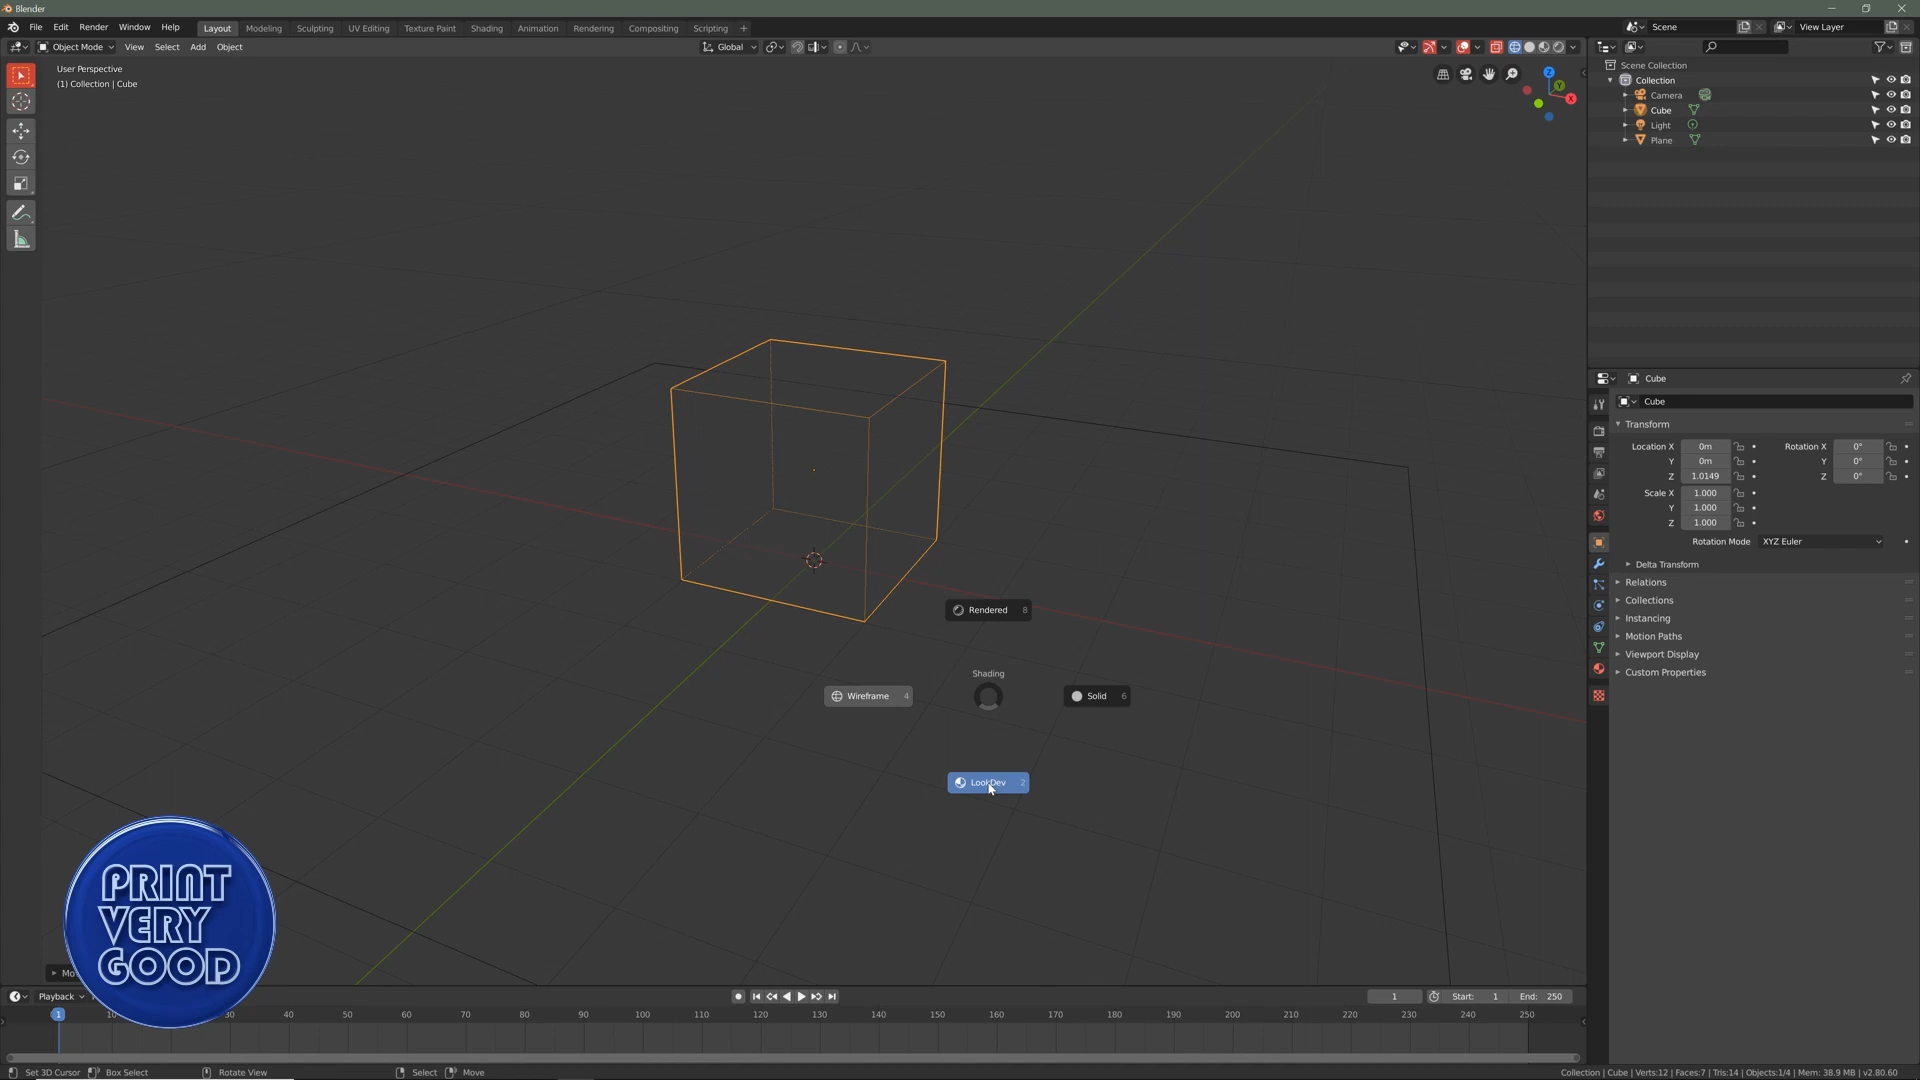 Blender
File Edit Render Window Help Layout Modeling Sculpting UV Editing Shading Texture Paint Animation Rendering Compositing Scripting + Scene View Layer
Object Mode View Select Add Object Global
User Perspective
(1) Collection | Cube
Z
Y
X
Scene Collection
Collection
Camera
Cube
Light
Plane
Cube
Cube
Transform
Location X 0m Rotation X 0°
Y 0m Y 0°
Z 1.0149 Z 0°
Scale X 1.000
Y 1.000
Z 1.000
Rotation Mode XYZ Euler
Delta Transform
Relations
Collections
Instancing
Motion Paths
Viewport Display
Custom Properties
Rendered 8
Shading
Wireframe 4
Solid 6
LookDev 2
PRINT
VERY
GOOD
Mo
Playback 1 Start: 1 End: 250
1 10 30 40 50 60 70 80 90 100 110 120 130 140 150 160 170 180 190 200 210 220 230 240 250
Set 3D Cursor Box Select Rotate View Select Move Collection | Cube | Verts:12 | Faces:7 | Tris:14 | Objects:1/4 | Mem: 38.9 MB | v2.80.60